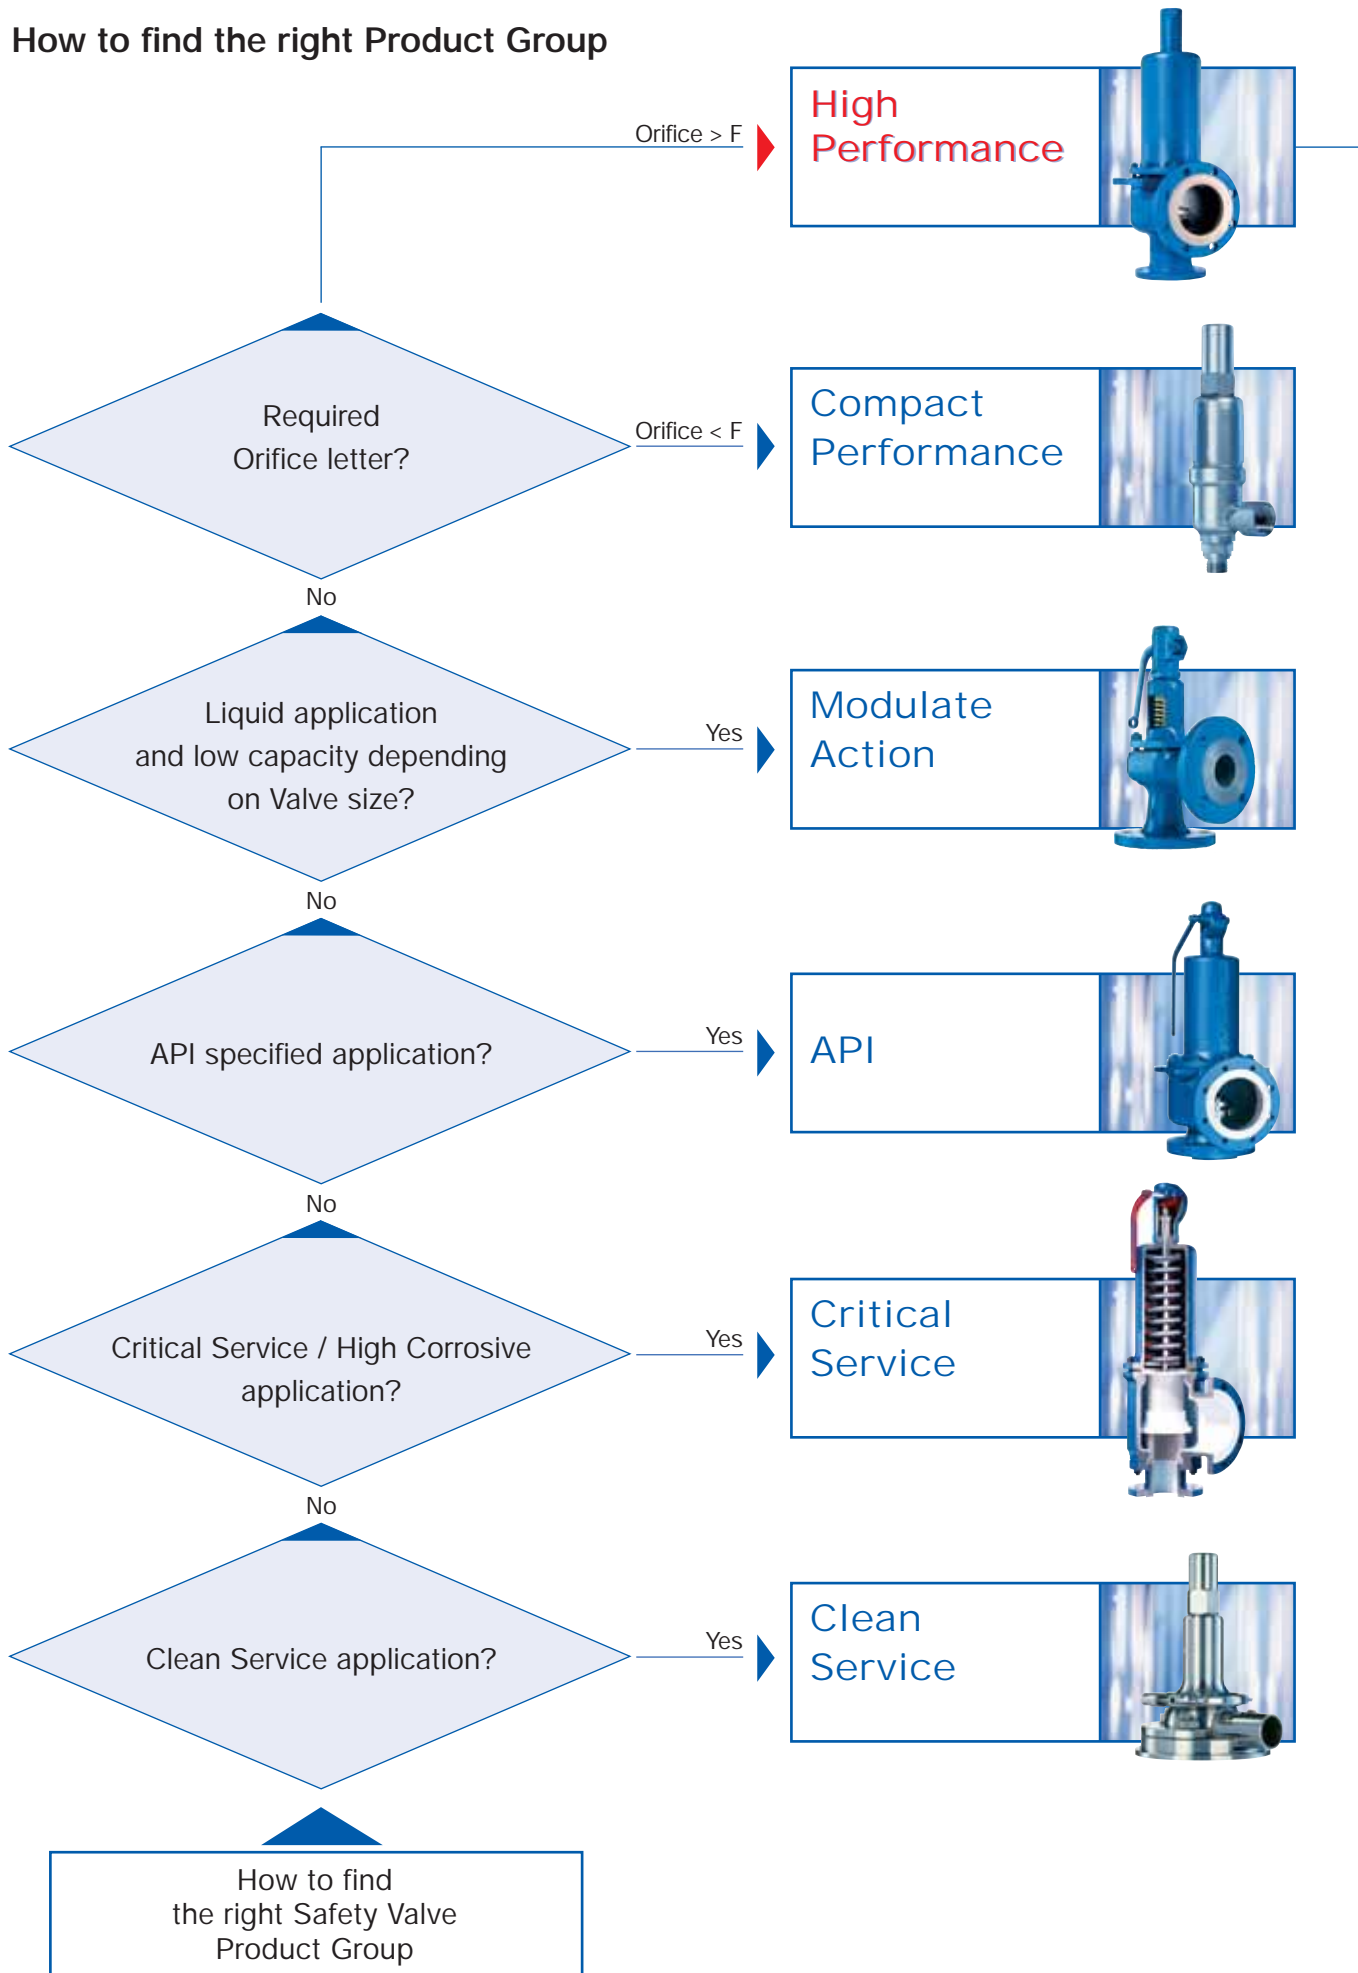 How to find the right Product Group
Orifice > F
High
Performance
Required
Orifice letter?
Orifice < F
Compact
Performance
No
Liquid application
and low capacity depending
on Valve size?
Yes
Modulate
Action
No
API specified application?
Yes
API
No
Critical Service / High Corrosive
application?
Yes
Critical
Service
No
Clean Service application?
Yes
Clean
Service
How to find
the right Safety Valve
Product Group